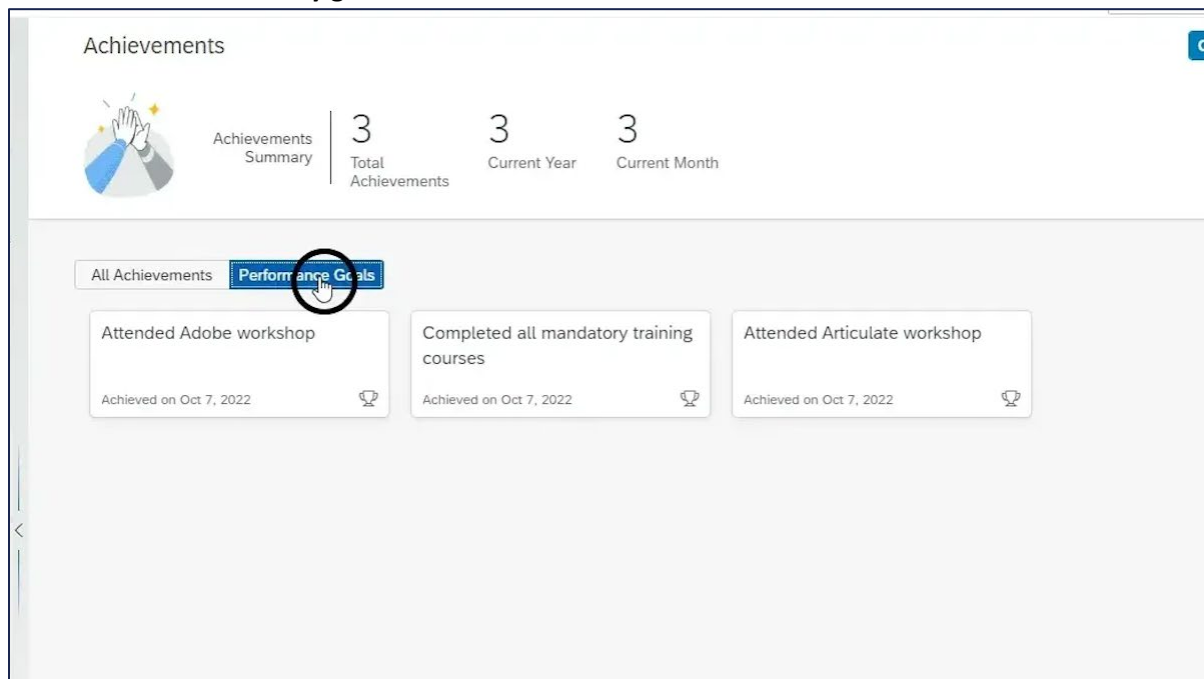 Achievements
Achievements
Summary
3
Total
Achievements
3
Current Year
3
Current Month
All Achievements
Performance Goals
Attended Adobe workshop
Achieved on Oct 7, 2022
Completed all mandatory training
courses
Achieved on Oct 7, 2022
Attended Articulate workshop
Achieved on Oct 7, 2022